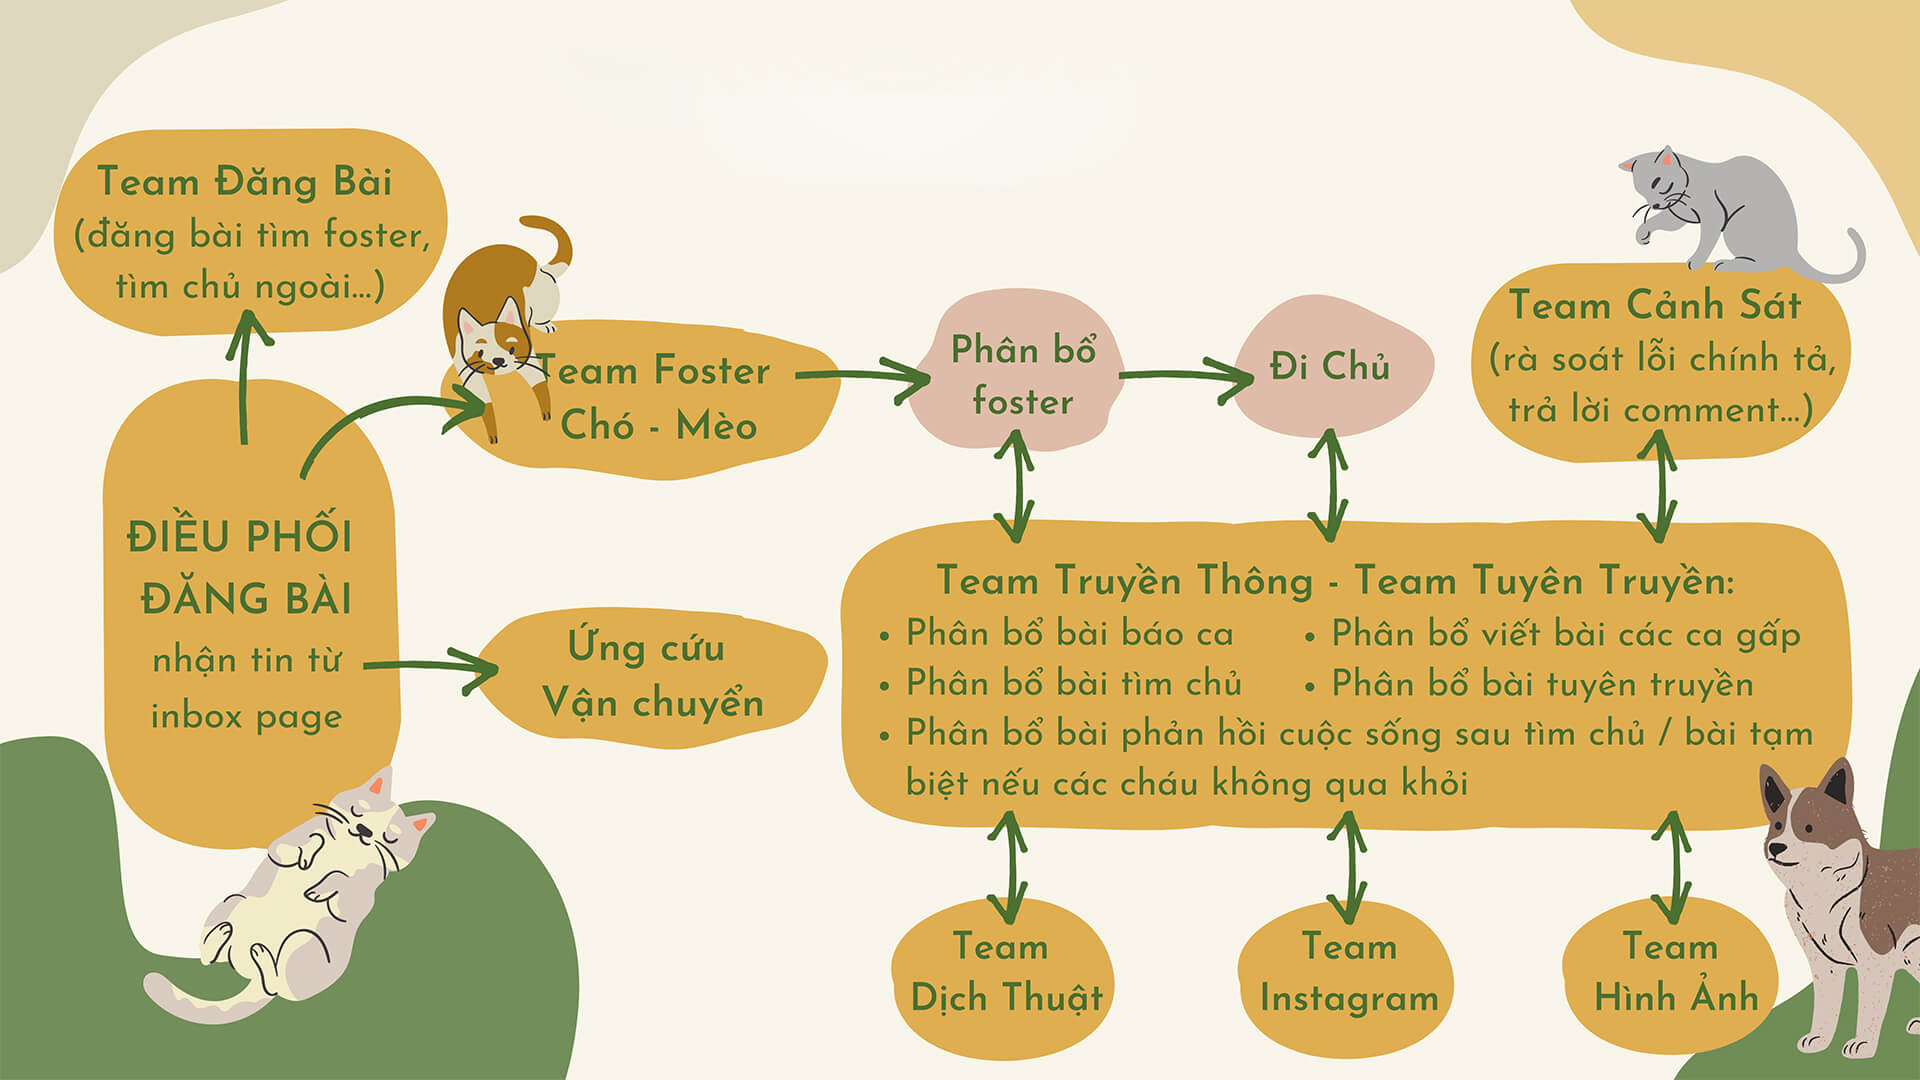 Team Đăng Bài
(đăng bài tìm foster,
tìm chủ ngoài...)
Team Foster
Chó - Mèo
Phân bổ
foster
Đi Chủ
Team Cảnh Sát
(rà soát lỗi chính tả,
trả lời comment...)
ĐIỀU PHỐI
ĐĂNG BÀI
nhận tin từ
inbox page
Ứng cứu
Vận chuyển
Team Truyền Thông - Team Tuyên Truyền:
• Phân bổ bài báo ca
• Phân bổ viết bài các ca gấp
• Phân bổ bài tìm chủ
• Phân bổ bài tuyên truyền
• Phân bổ bài phản hồi cuộc sống sau tìm chủ / bài tạm
biệt nếu các cháu không qua khỏi
Team
Dịch Thuật
Team
Instagram
Team
Hình Ảnh